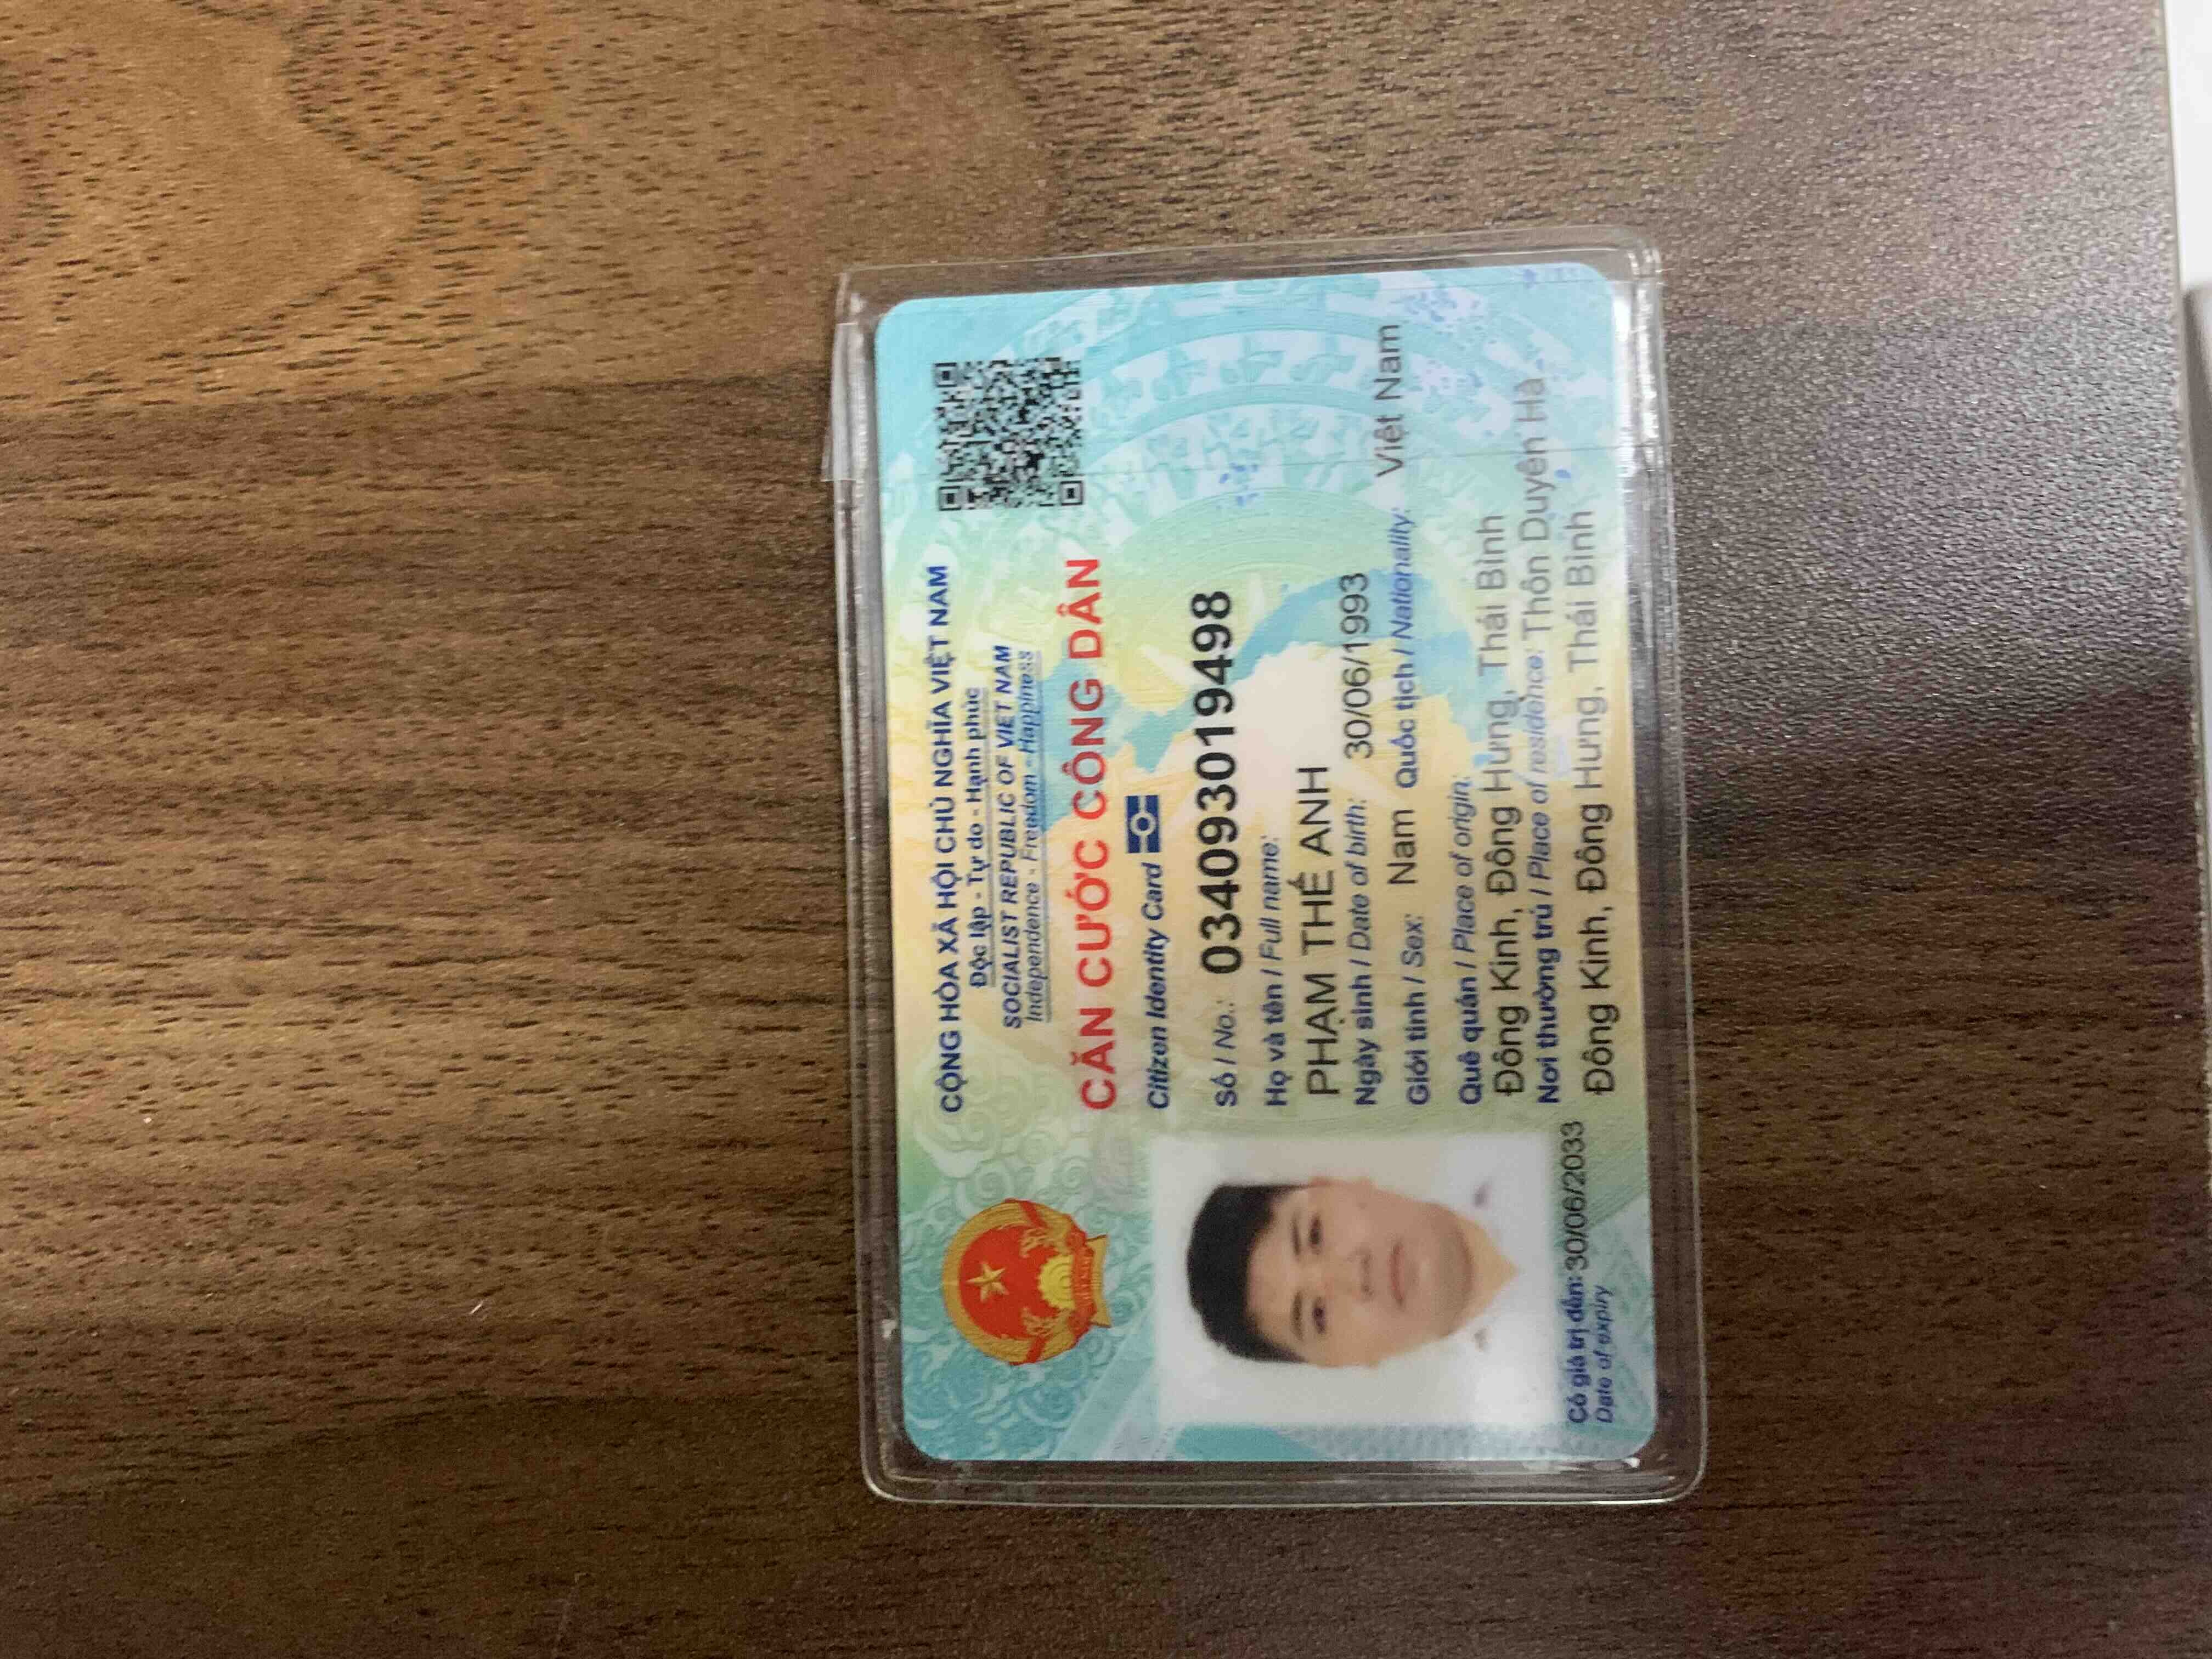 CỘNG HÒA XÃ HỘI CHỦ NGHĨA VIỆT NAM
Độc lập - Tự do - Hạnh phúc
SOCIALIST REPUBLIC OF VIET NAM
Independence - Freedom - Happiness
CĂN CƯỚC CÔNG DÂN
Citizen Identity Card
Số / No.: 034093019498
Họ và tên / Full name:
PHẠM THẾ ANH
Ngày sinh / Date of birth: 30/06/1993
Giới tính / Sex: Nam Quốc tịch / Nationality: Việt Nam
Quê quán / Place of origin:
Đông Kinh, Đông Hưng, Thái Bình
Nơi thường trú / Place of residence: Thôn Duyên Hà
Đông Kinh, Đông Hưng, Thái Bình
Có giá trị đến: 30/06/2033
Date of expiry